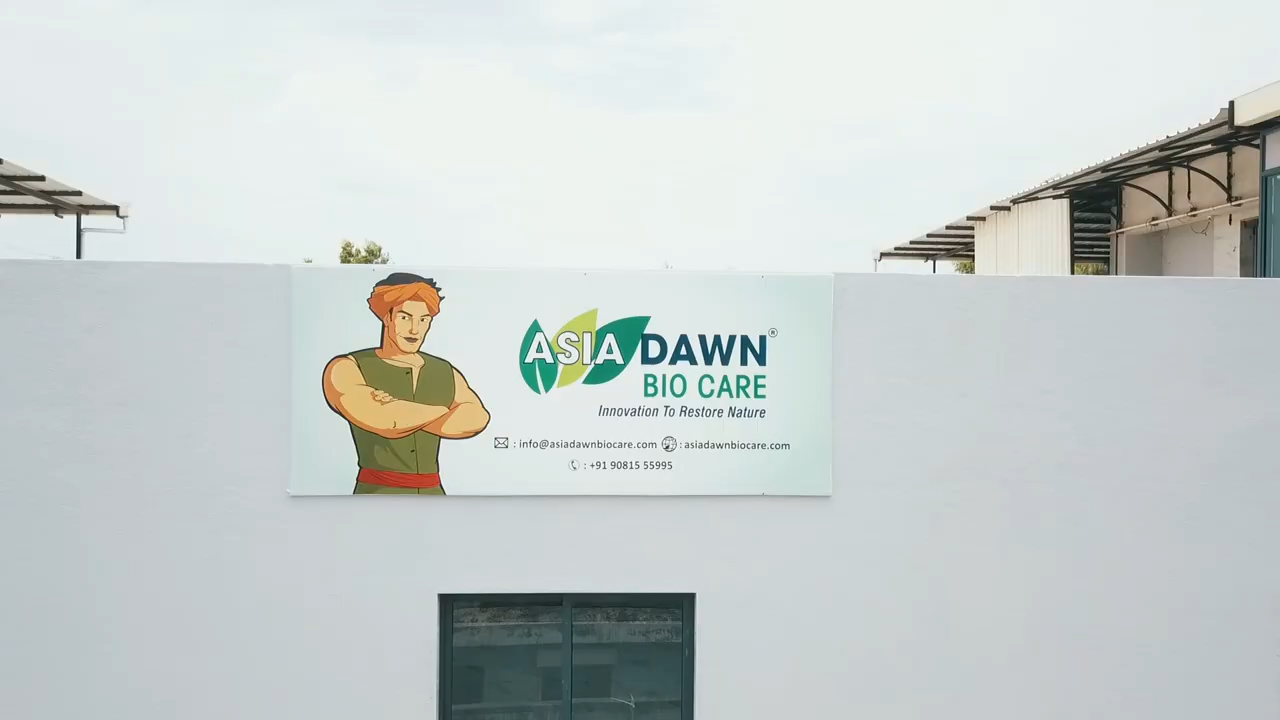 ASIA DAWN®
BIO CARE
Innovation To Restore Nature
: info@asiadawnbiocare.com : asiadawnbiocare.com
: +91 90815 55995